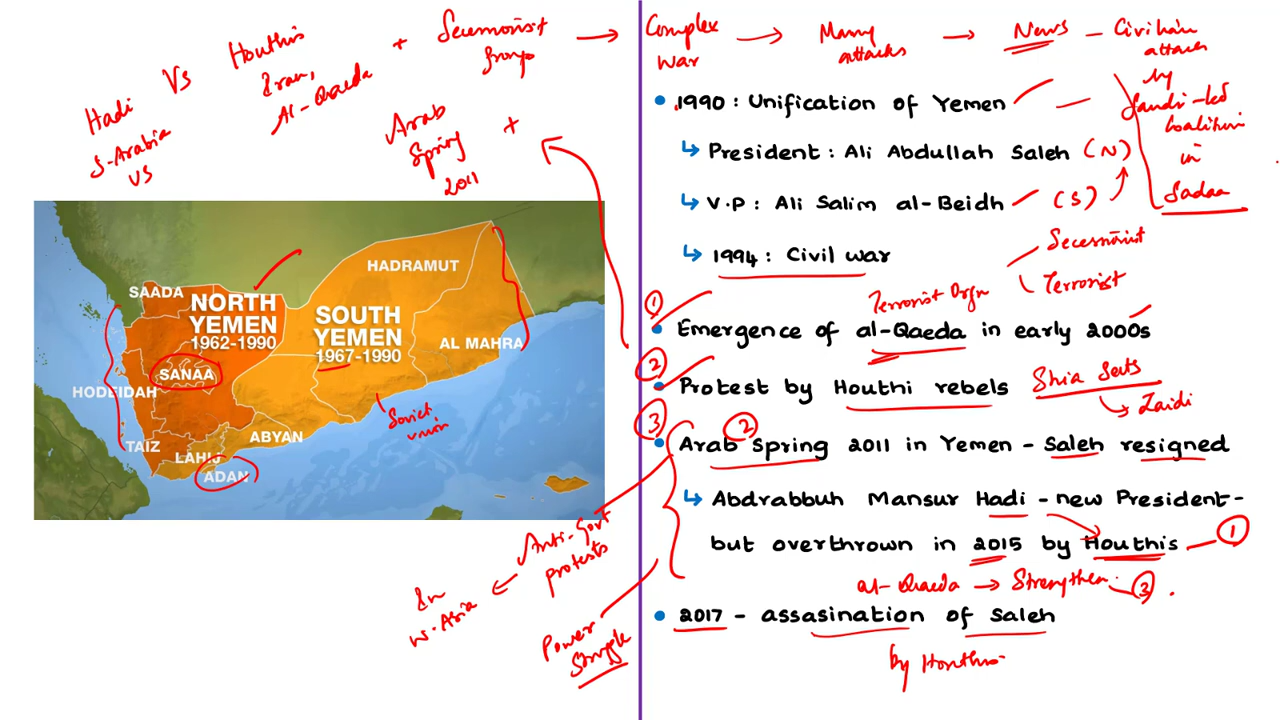 Hadi Vs Houthis + Secessionist
S-Arabia Iran, groups
VS Al-Qaeda
Arab +
Spring
2011
→ Complex → Many → News - Civilian
War attacks attacks
by
Saudi-led
Coalition
in
Sadaa
SAADA
NORTH
YEMEN
1962-1990
SANAA
HODEIDAH
TAIZ
LAHIJ
ADAN
ABYAN
SOUTH
YEMEN
1967-1990
HADRAMUT
AL MAHRA
Soviet
union
Anti-Govt
protests
in
W-Asia
Power
Struggle
• 1990 : Unification of Yemen
↳ President : Ali Abdullah Saleh (N)
↳ V.P : Ali Salim al-Beidh (S)
↳ 1994 : Civil war
Secessionist
Terrorist
Terrorist Orgn
① • Emergence of al-Qaeda in early 2000s
② • Protest by Houthi rebels Shia Sects
↳ Zaidi
③ ②
• Arab Spring 2011 in Yemen - Saleh resigned
↳ Abdrabbuh Mansur Hadi - new President -
but overthrown in 2015 by Houthis - ①
al-Qaeda → Strengthen - ③
• 2017 - assasination of Saleh
by Houthis